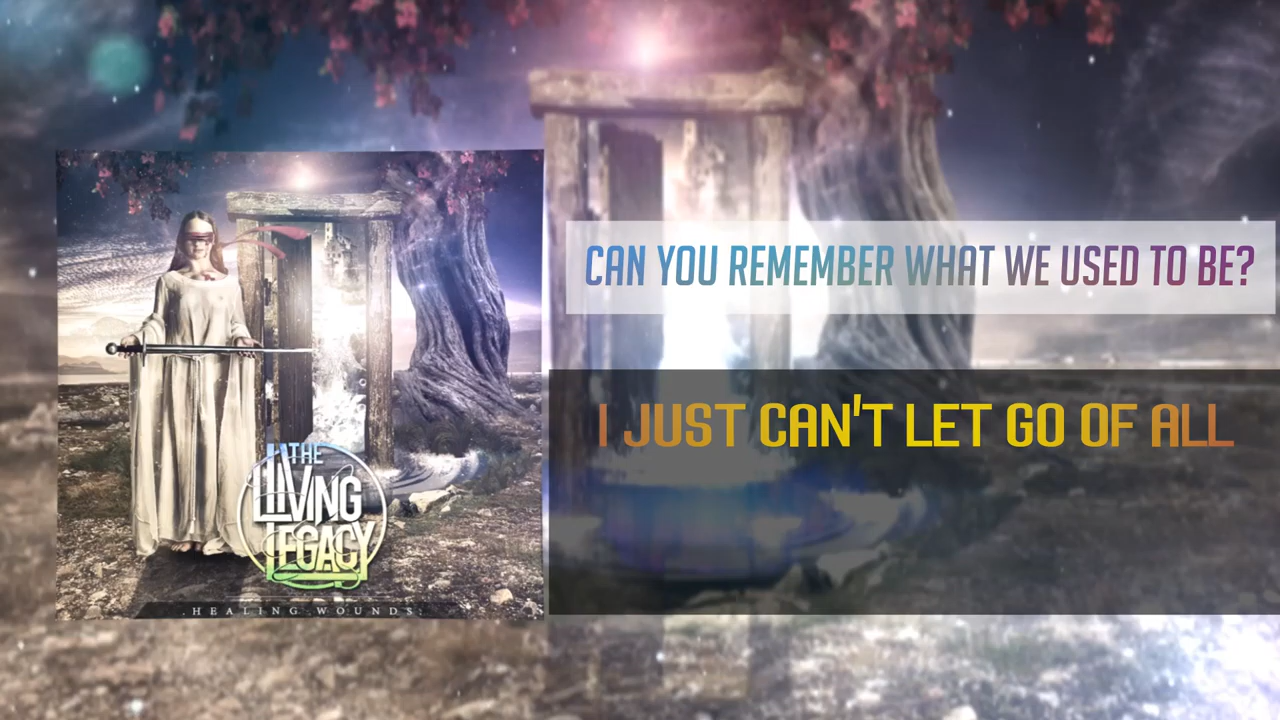 THE
LIVING
LEGACY
.HEALING WOUNDS.
CAN YOU REMEMBER WHAT WE USED TO BE?
I JUST CAN'T LET GO OF ALL